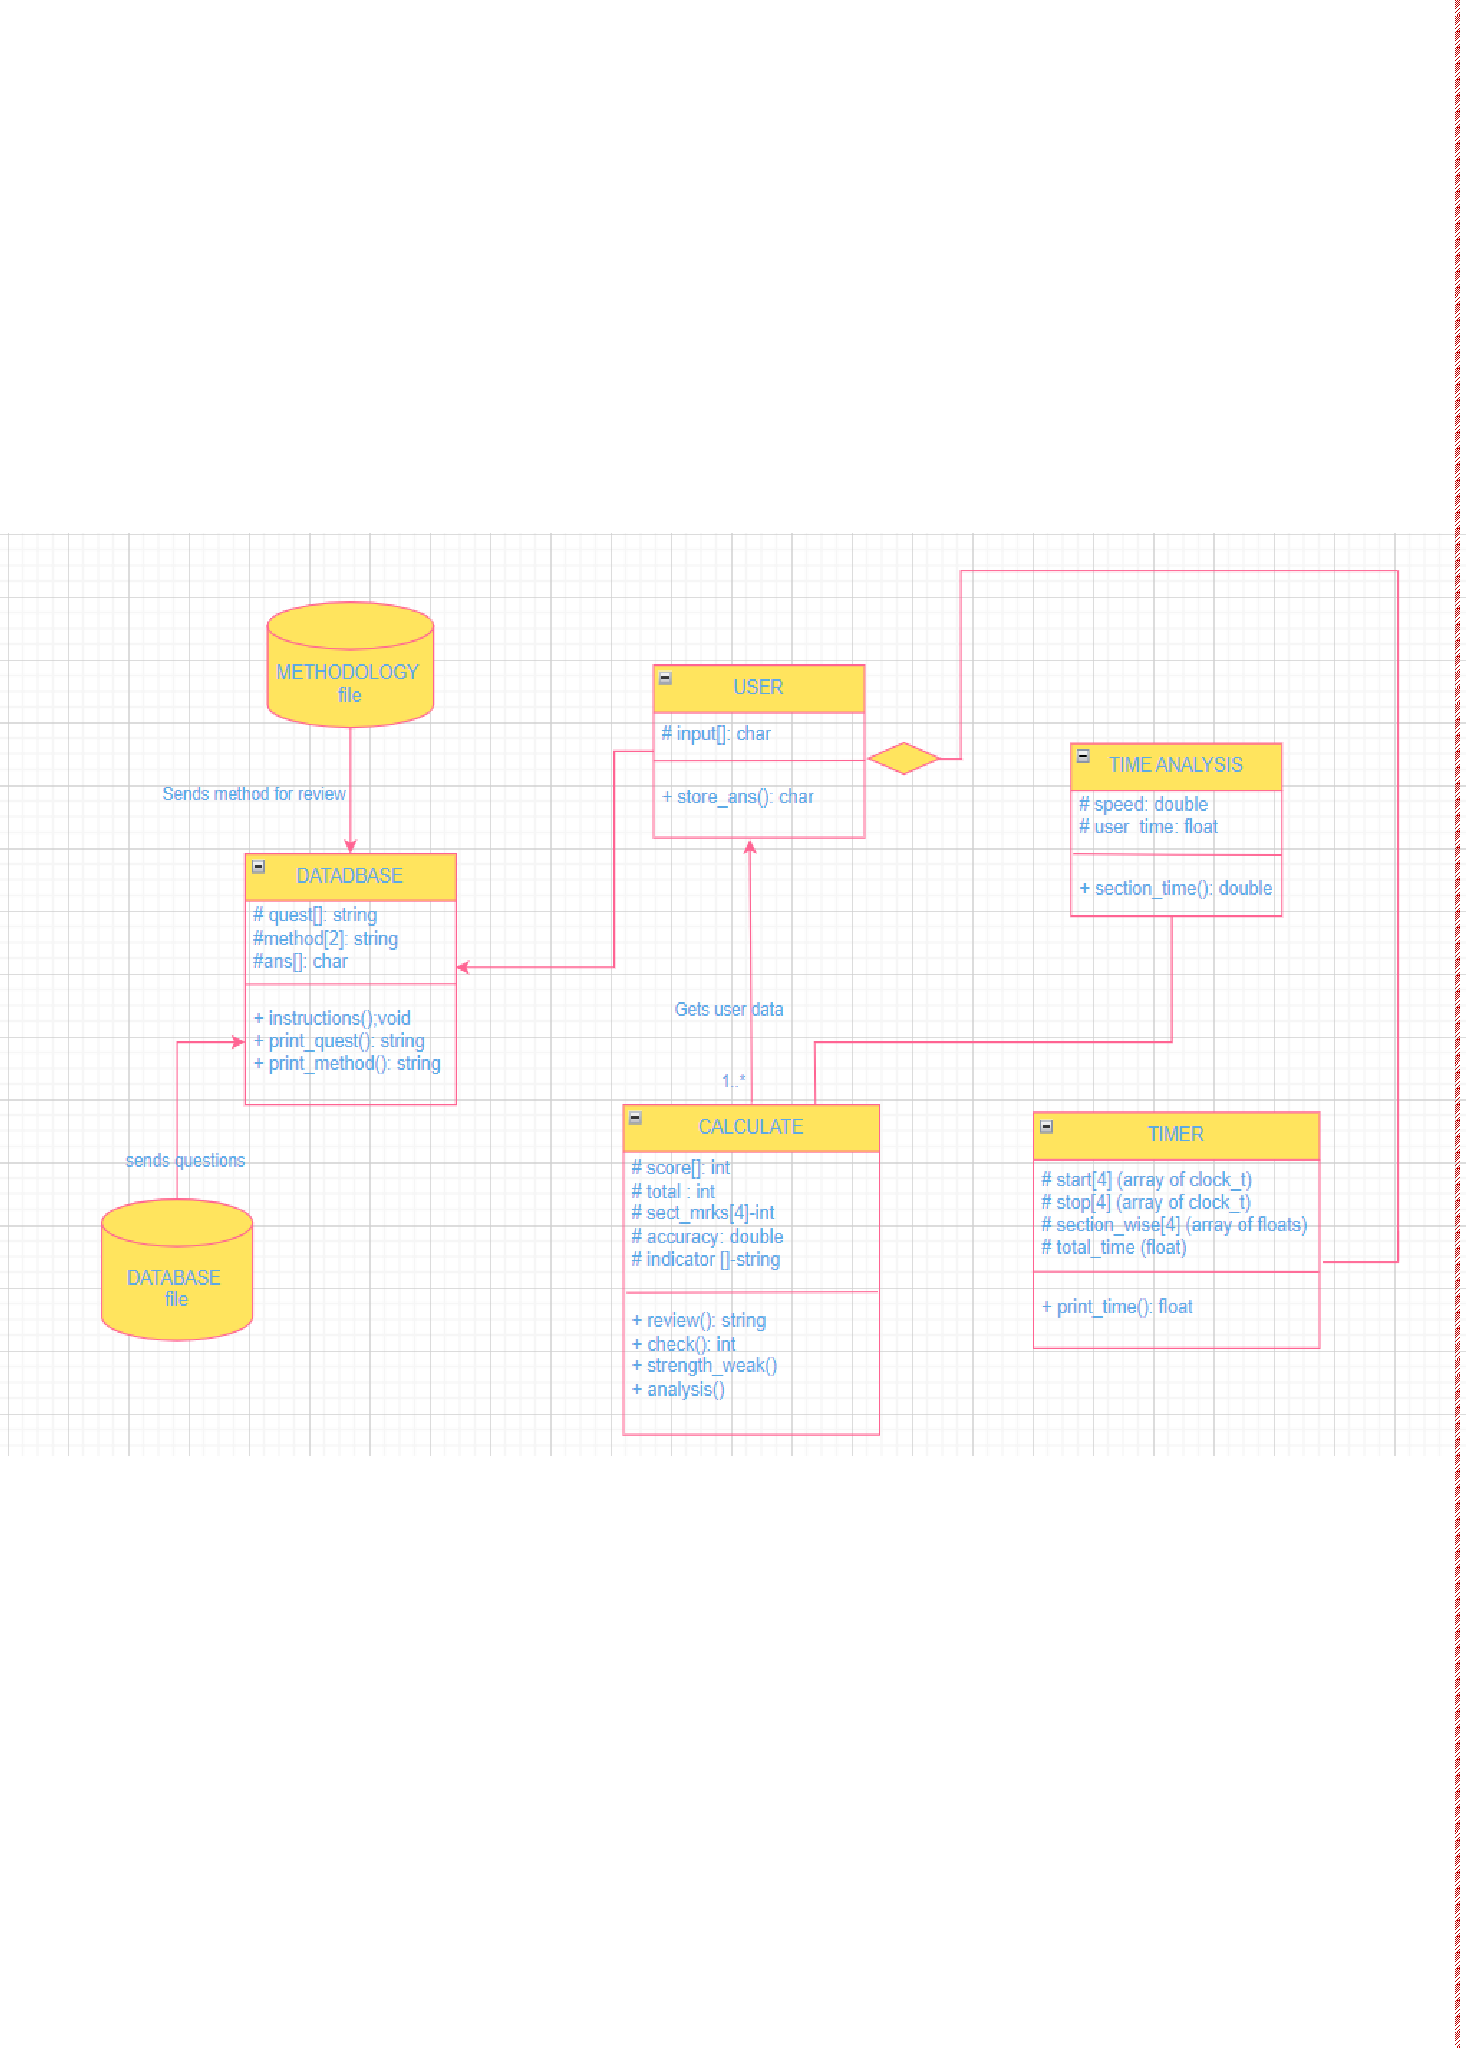 METHODOLOGY
file
Sends method for review
DATADBASE
# quest[]: string
#method[2]: string
#ans[]: char
+ instructions();void
+ print_quest(): string
+ print_method(): string
sends questions
DATABASE
file
USER
# input[]: char
+ store_ans(): char
Gets user data
1..*
CALCULATE
# score[]: int
# total : int
# sect_mrks[4]-int
# accuracy: double
# indicator []-string
+ review(): string
+ check(): int
+ strength_weak()
+ analysis()
TIME ANALYSIS
# speed: double
# user_time: float
+ section_time(): double
TIMER
# start[4] (array of clock_t)
# stop[4] (array of clock_t)
# section_wise[4] (array of floats)
# total_time (float)
+ print_time(): float